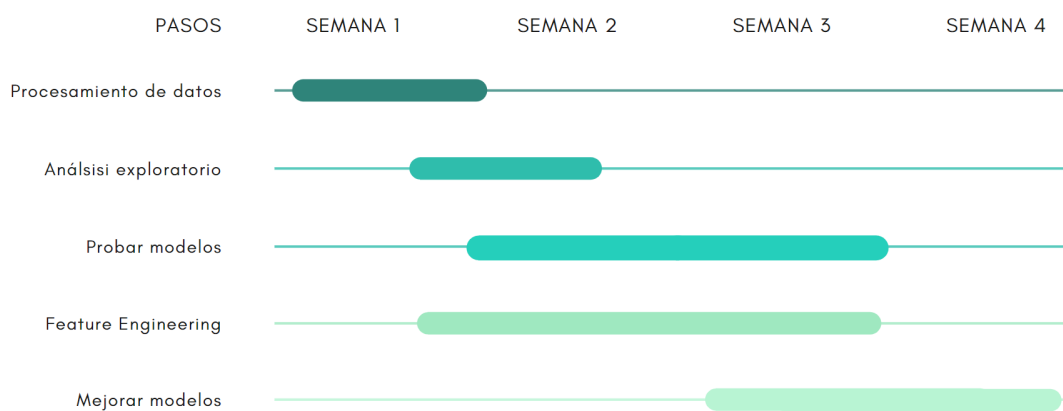 PASOS SEMANA 1 SEMANA 2 SEMANA 3 SEMANA 4
Procesamiento de datos
Análsisi exploratorio
Probar modelos
Feature Engineering
Mejorar modelos